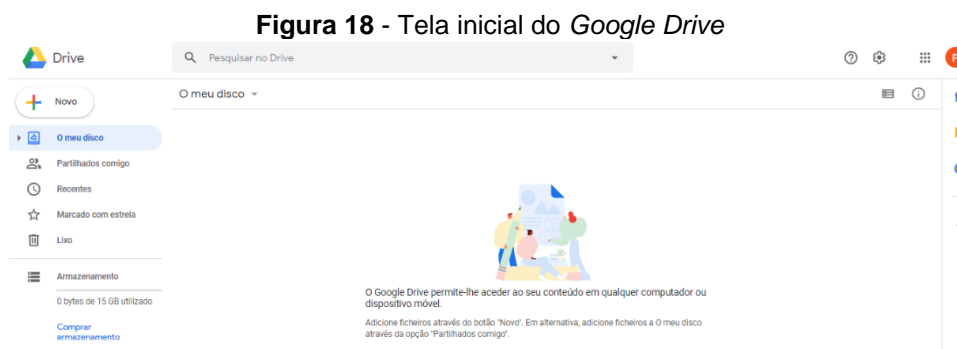 Figura 18 - Tela inicial do Google Drive
Drive
Pesquisar no Drive
Novo
O meu disco
O meu disco
Partilhados comigo
Recentes
Marcado com estrela
Lixo
Armazenamento
0 bytes de 15 GB utilizado
Comprar
armazenamento
O Google Drive permite-lhe aceder ao seu conteúdo em qualquer computador ou
dispositivo móvel.
Adicione ficheiros através do botão "Novo". Em alternativa, adicione ficheiros a O meu disco
através da opção "Partilhados comigo".